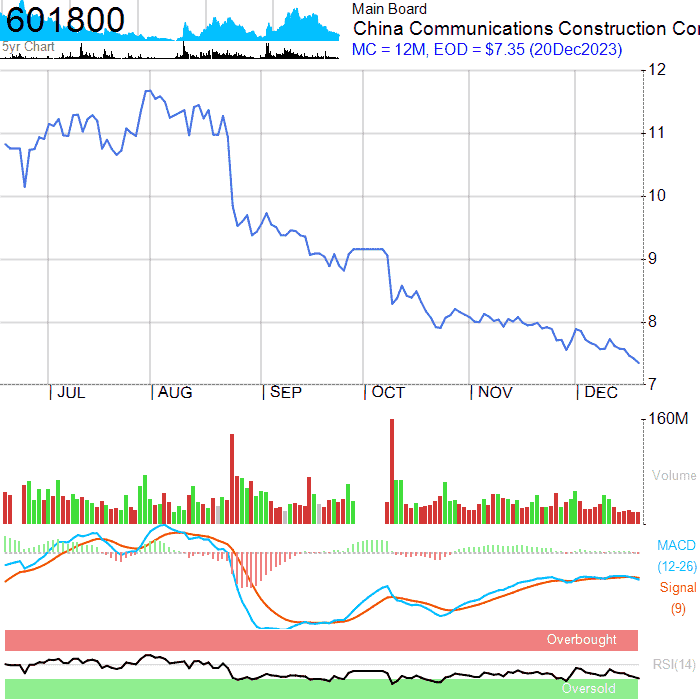 601800
5yr Chart
Main Board
China Communications Construction Co
MC = 12M, EOD = $7.35 (20Dec2023)
12
11
10
9
8
7
JUL AUG SEP OCT NOV DEC
160M
Volume
MACD
(12-26)
Signal
(9)
Overbought
RSI(14)
Oversold